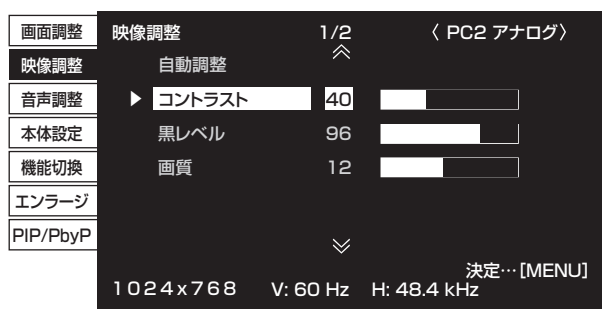 画面調整
映像調整
音声調整
本体設定
機能切換
エンラージ
PIP/PbyP
映像調整 1/2 〈 PC2 アナログ〉
自動調整
コントラスト 40
黒レベル 96
画質 12
決定…[MENU]
1024x768 V: 60 Hz H: 48.4 kHz